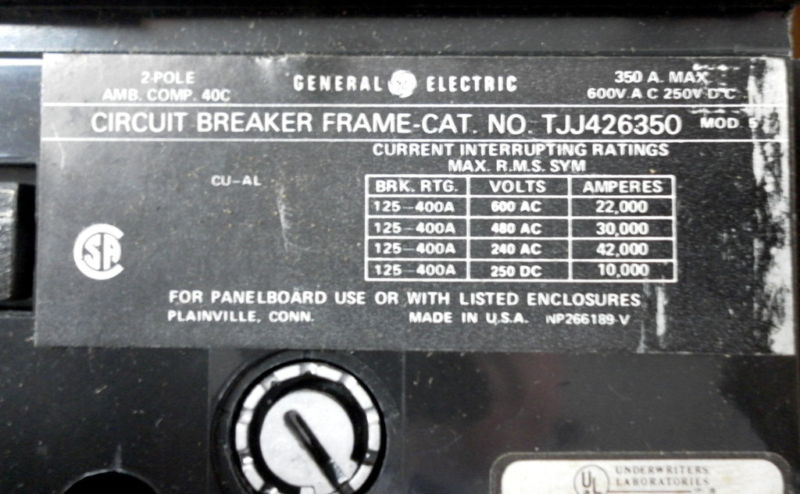 2-POLE GENERAL GE ELECTRIC 350 A. MAX
AMB. COMP. 40C 600V.A C 250V D C
CIRCUIT BREAKER FRAME-CAT. NO. TJJ426350 MOD. 5
CURRENT INTERRUPTING RATINGS
MAX. R.M.S. SYM
CU-AL
BRK. RTG. VOLTS AMPERES
125-400A 600 AC 22,000
125-400A 480 AC 30,000
125-400A 240 AC 42,000
125-400A 250 DC 10,000
CSA
FOR PANELBOARD USE OR WITH LISTED ENCLOSURES
PLAINVILLE, CONN. MADE IN U.S.A. NP266189-V
UL UNDERWRITERS
LABORATORIES